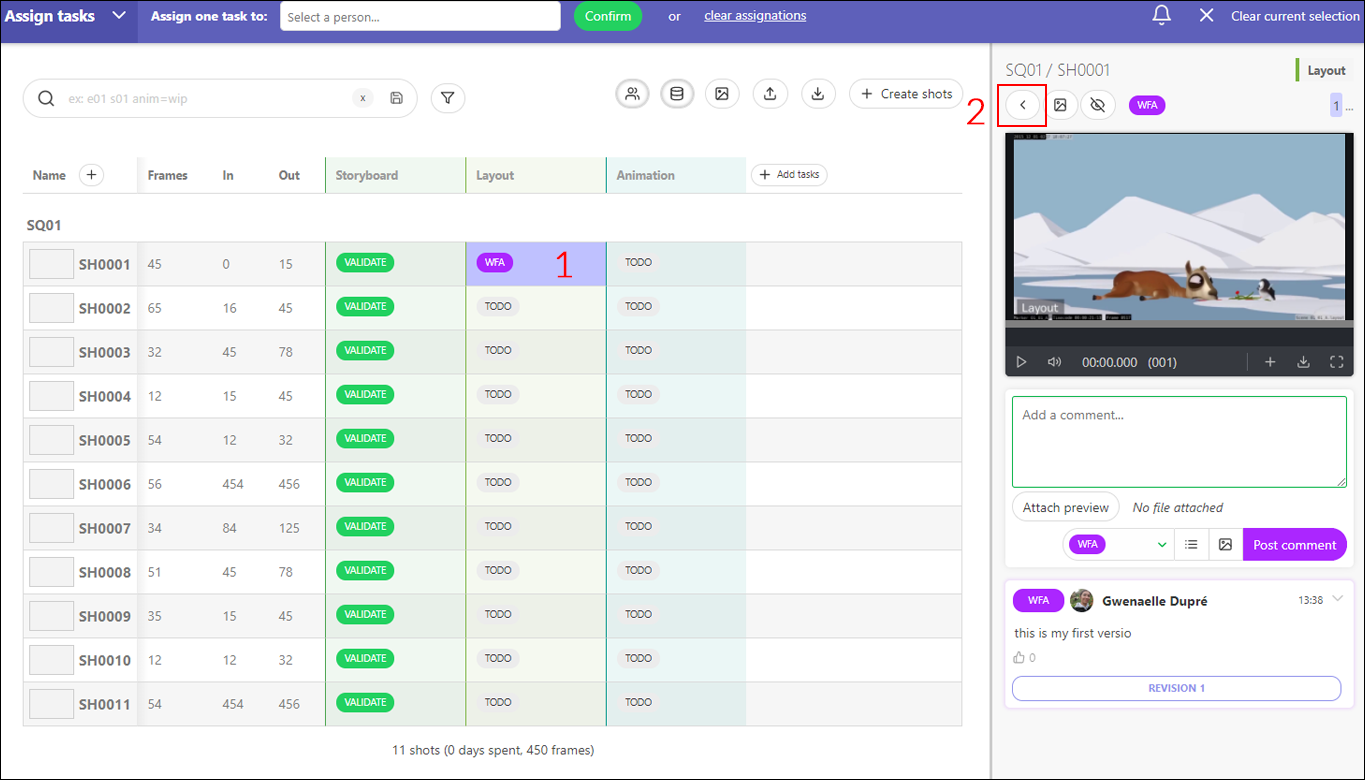 Assign tasks Assign one task to: Select a person... Confirm or clear assignations Clear current selection
ex: e01 s01 anim=wip x Create shots
Name Frames In Out Storyboard Layout Animation Add tasks
SQ01
SH0001 45 0 15 VALIDATE WFA 1 TODO
SH0002 65 16 45 VALIDATE TODO TODO
SH0003 32 45 78 VALIDATE TODO TODO
SH0004 12 15 45 VALIDATE TODO TODO
SH0005 54 12 32 VALIDATE TODO TODO
SH0006 56 454 456 VALIDATE TODO TODO
SH0007 34 84 125 VALIDATE TODO TODO
SH0008 51 45 78 VALIDATE TODO TODO
SH0009 35 15 45 VALIDATE TODO TODO
SH0010 12 12 32 VALIDATE TODO TODO
SH0011 54 454 456 VALIDATE TODO TODO
11 shots (0 days spent, 450 frames)
SQ01 / SH0001 Layout
2 WFA 1 ...
Layout
00:00.000 (001)
Add a comment...
Attach preview No file attached
WFA Post comment
WFA Gwenaelle Dupré 13:38
this is my first versio
0
REVISION 1